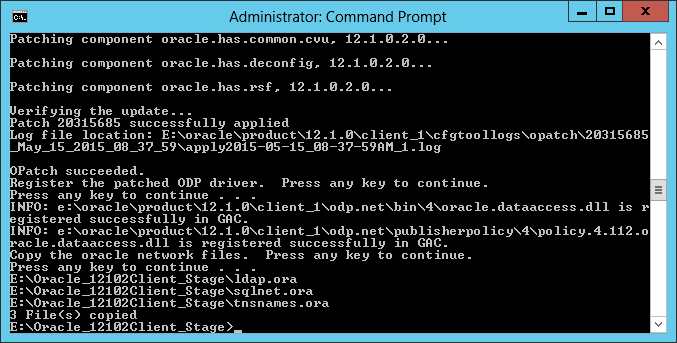 Administrator: Command Prompt
Patching component oracle.has.common.cvu, 12.1.0.2.0...
Patching component oracle.has.deconfig, 12.1.0.2.0...
Patching component oracle.has.rsf, 12.1.0.2.0...
Verifying the update...
Patch 20315685 successfully applied
Log file location: E:\oracle\product\12.1.0\client_1\cfgtoollogs\opatch\20315685
_May_15_2015_08_37_59\apply2015-05-15_08-37-59AM_1.log
OPatch succeeded.
Register the patched ODP driver.  Press any key to continue.
Press any key to continue . . .
INFO: e:\oracle\product\12.1.0\client_1\odp.net\bin\4\oracle.dataaccess.dll is r
egistered successfully in GAC.
INFO: e:\oracle\product\12.1.0\client_1\odp.net\publisherpolicy\4\policy.4.112.o
racle.dataaccess.dll is registered successfully in GAC.
Copy the oracle network files.  Press any key to continue.
Press any key to continue . . .
E:\Oracle_12102Client_Stage\ldap.ora
E:\Oracle_12102Client_Stage\sqlnet.ora
E:\Oracle_12102Client_Stage\tnsnames.ora
3 File(s) copied
E:\Oracle_12102Client_Stage>_